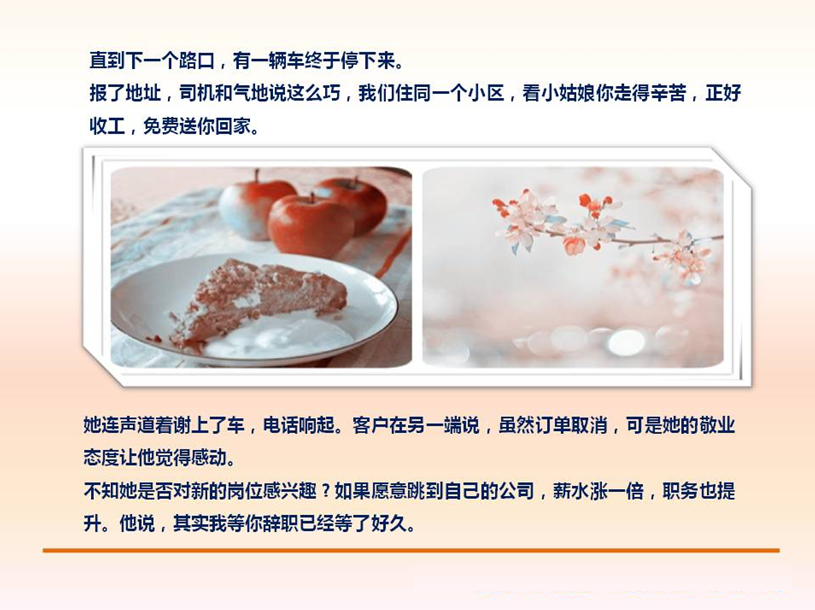 直到下一个路口，有一辆车终于停下来。
报了地址，司机和气地说这么巧，我们住同一个小区，看小姑娘你走得辛苦，正好
收工，免费送你回家。
她连声道着谢上了车，电话响起。客户在另一端说，虽然订单取消，可是她的敬业
态度让他觉得感动。
不知她是否对新的岗位感兴趣？如果愿意跳到自己的公司，薪水涨一倍，职务也提
升。他说，其实我等你辞职已经等了好久。